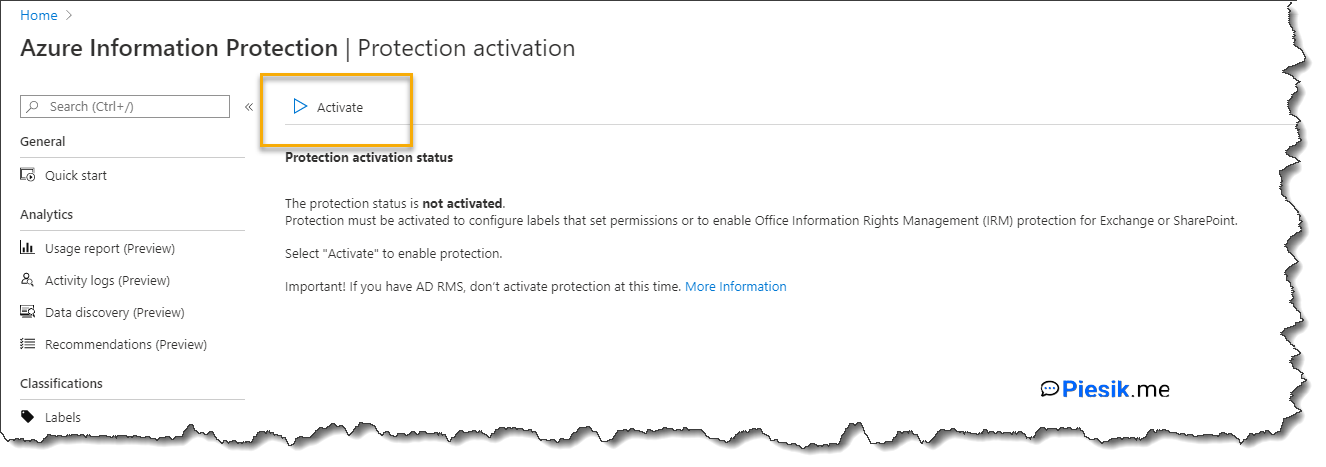 Home >
Azure Information Protection | Protection activation
Search (Ctrl+/)
«
Activate
General
Quick start
Analytics
Usage report (Preview)
Activity logs (Preview)
Data discovery (Preview)
Recommendations (Preview)
Classifications
Labels
Protection activation status
The protection status is not activated.
Protection must be activated to configure labels that set permissions or to enable Office Information Rights Management (IRM) protection for Exchange or SharePoint.
Select "Activate" to enable protection.
Important! If you have AD RMS, don't activate protection at this time. More Information
Piesik.me